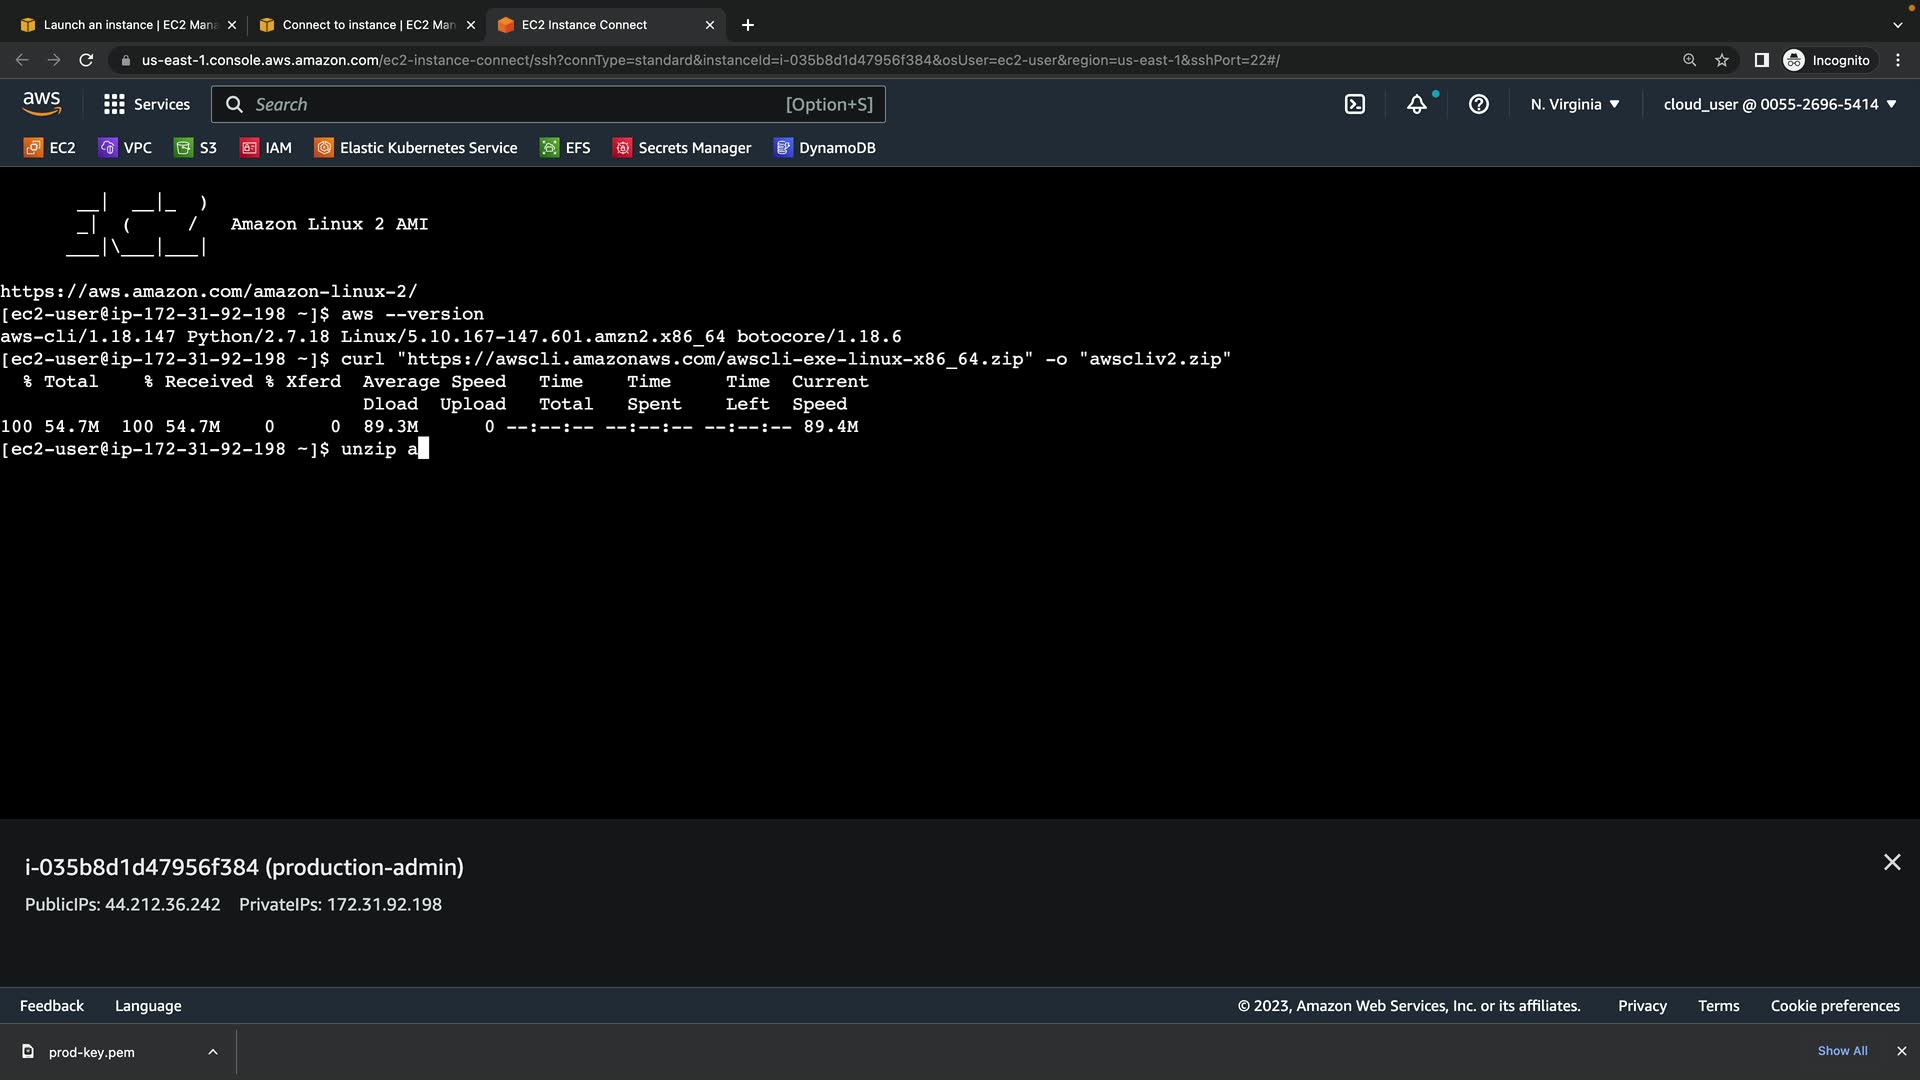 Launch an instance | EC2 Mana
Connect to instance | EC2 Man
EC2 Instance Connect
us-east-1.console.aws.amazon.com/ec2-instance-connect/ssh?connType=standard&instanceId=i-035b8d1d47956f384&osUser=ec2-user&region=us-east-1&sshPort=22#/
Incognito
aws
Services
Search
[Option+S]
N. Virginia
cloud_user @ 0055-2696-5414
EC2
VPC
S3
IAM
Elastic Kubernetes Service
EFS
Secrets Manager
DynamoDB
__|  __|_  )
_|  (     /   Amazon Linux 2 AMI
___|\___|___|
https://aws.amazon.com/amazon-linux-2/
[ec2-user@ip-172-31-92-198 ~]$ aws --version
aws-cli/1.18.147 Python/2.7.18 Linux/5.10.167-147.601.amzn2.x86_64 botocore/1.18.6
[ec2-user@ip-172-31-92-198 ~]$ curl "https://awscli.amazonaws.com/awscli-exe-linux-x86_64.zip" -o "awscliv2.zip"
% Total    % Received % Xferd  Average Speed   Time    Time     Time  Current
Dload  Upload   Total   Spent    Left  Speed
100 54.7M  100 54.7M    0     0  89.3M      0 --:--:-- --:--:-- --:--:-- 89.4M
[ec2-user@ip-172-31-92-198 ~]$ unzip a
i-035b8d1d47956f384 (production-admin)
PublicIPs: 44.212.36.242    PrivateIPs: 172.31.92.198
Feedback
Language
© 2023, Amazon Web Services, Inc. or its affiliates.
Privacy
Terms
Cookie preferences
prod-key.pem
Show All